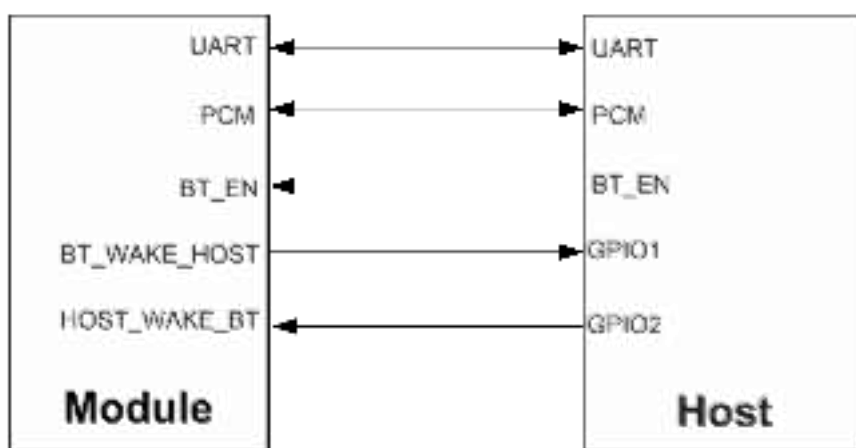 UART UART
PCM PCM
BT_EN BT_EN
BT_WAKE_HOST GPIO1
HOST_WAKE_BT GPIO2
Module Host